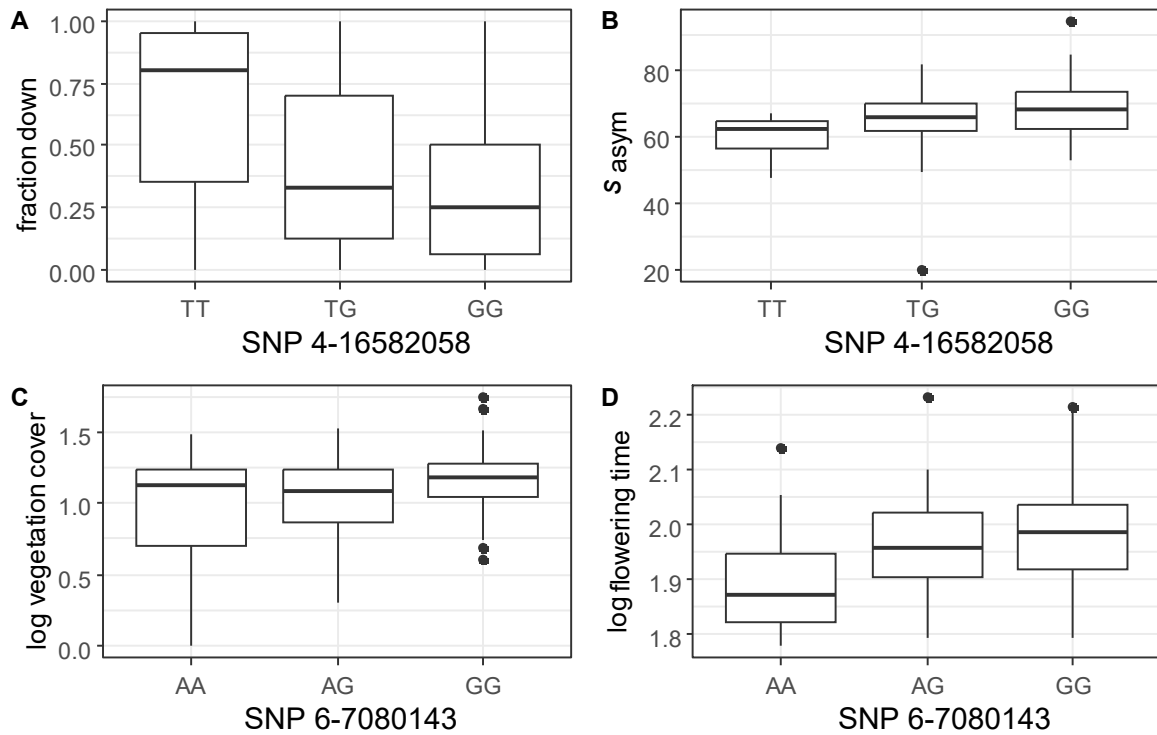 A
fraction down
1.00
0.75
0.50
0.25
0.00
TT TG GG
SNP 4-16582058
B
s asym
80
60
40
20
TT TG GG
SNP 4-16582058
C
log vegetation cover
1.5
1.0
0.5
0.0
AA AG GG
SNP 6-7080143
D
log flowering time
2.2
2.1
2.0
1.9
1.8
AA AG GG
SNP 6-7080143